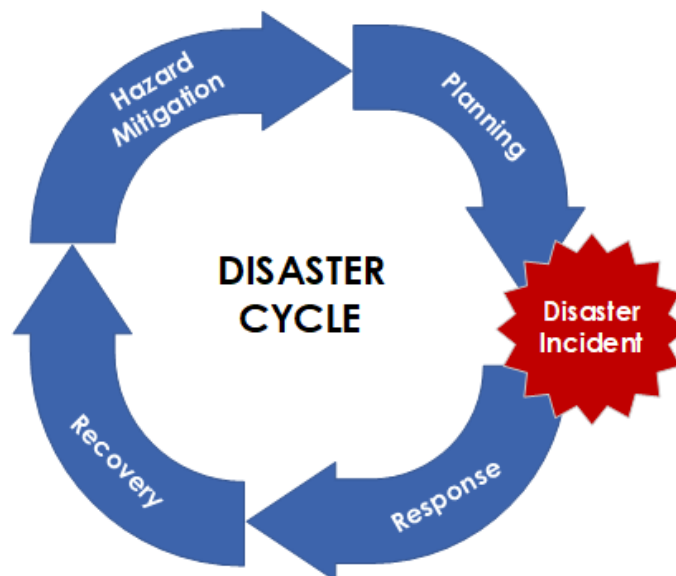 Hazard
Mitigation
Planning
DISASTER
CYCLE
Disaster
Incident
Response
Recovery